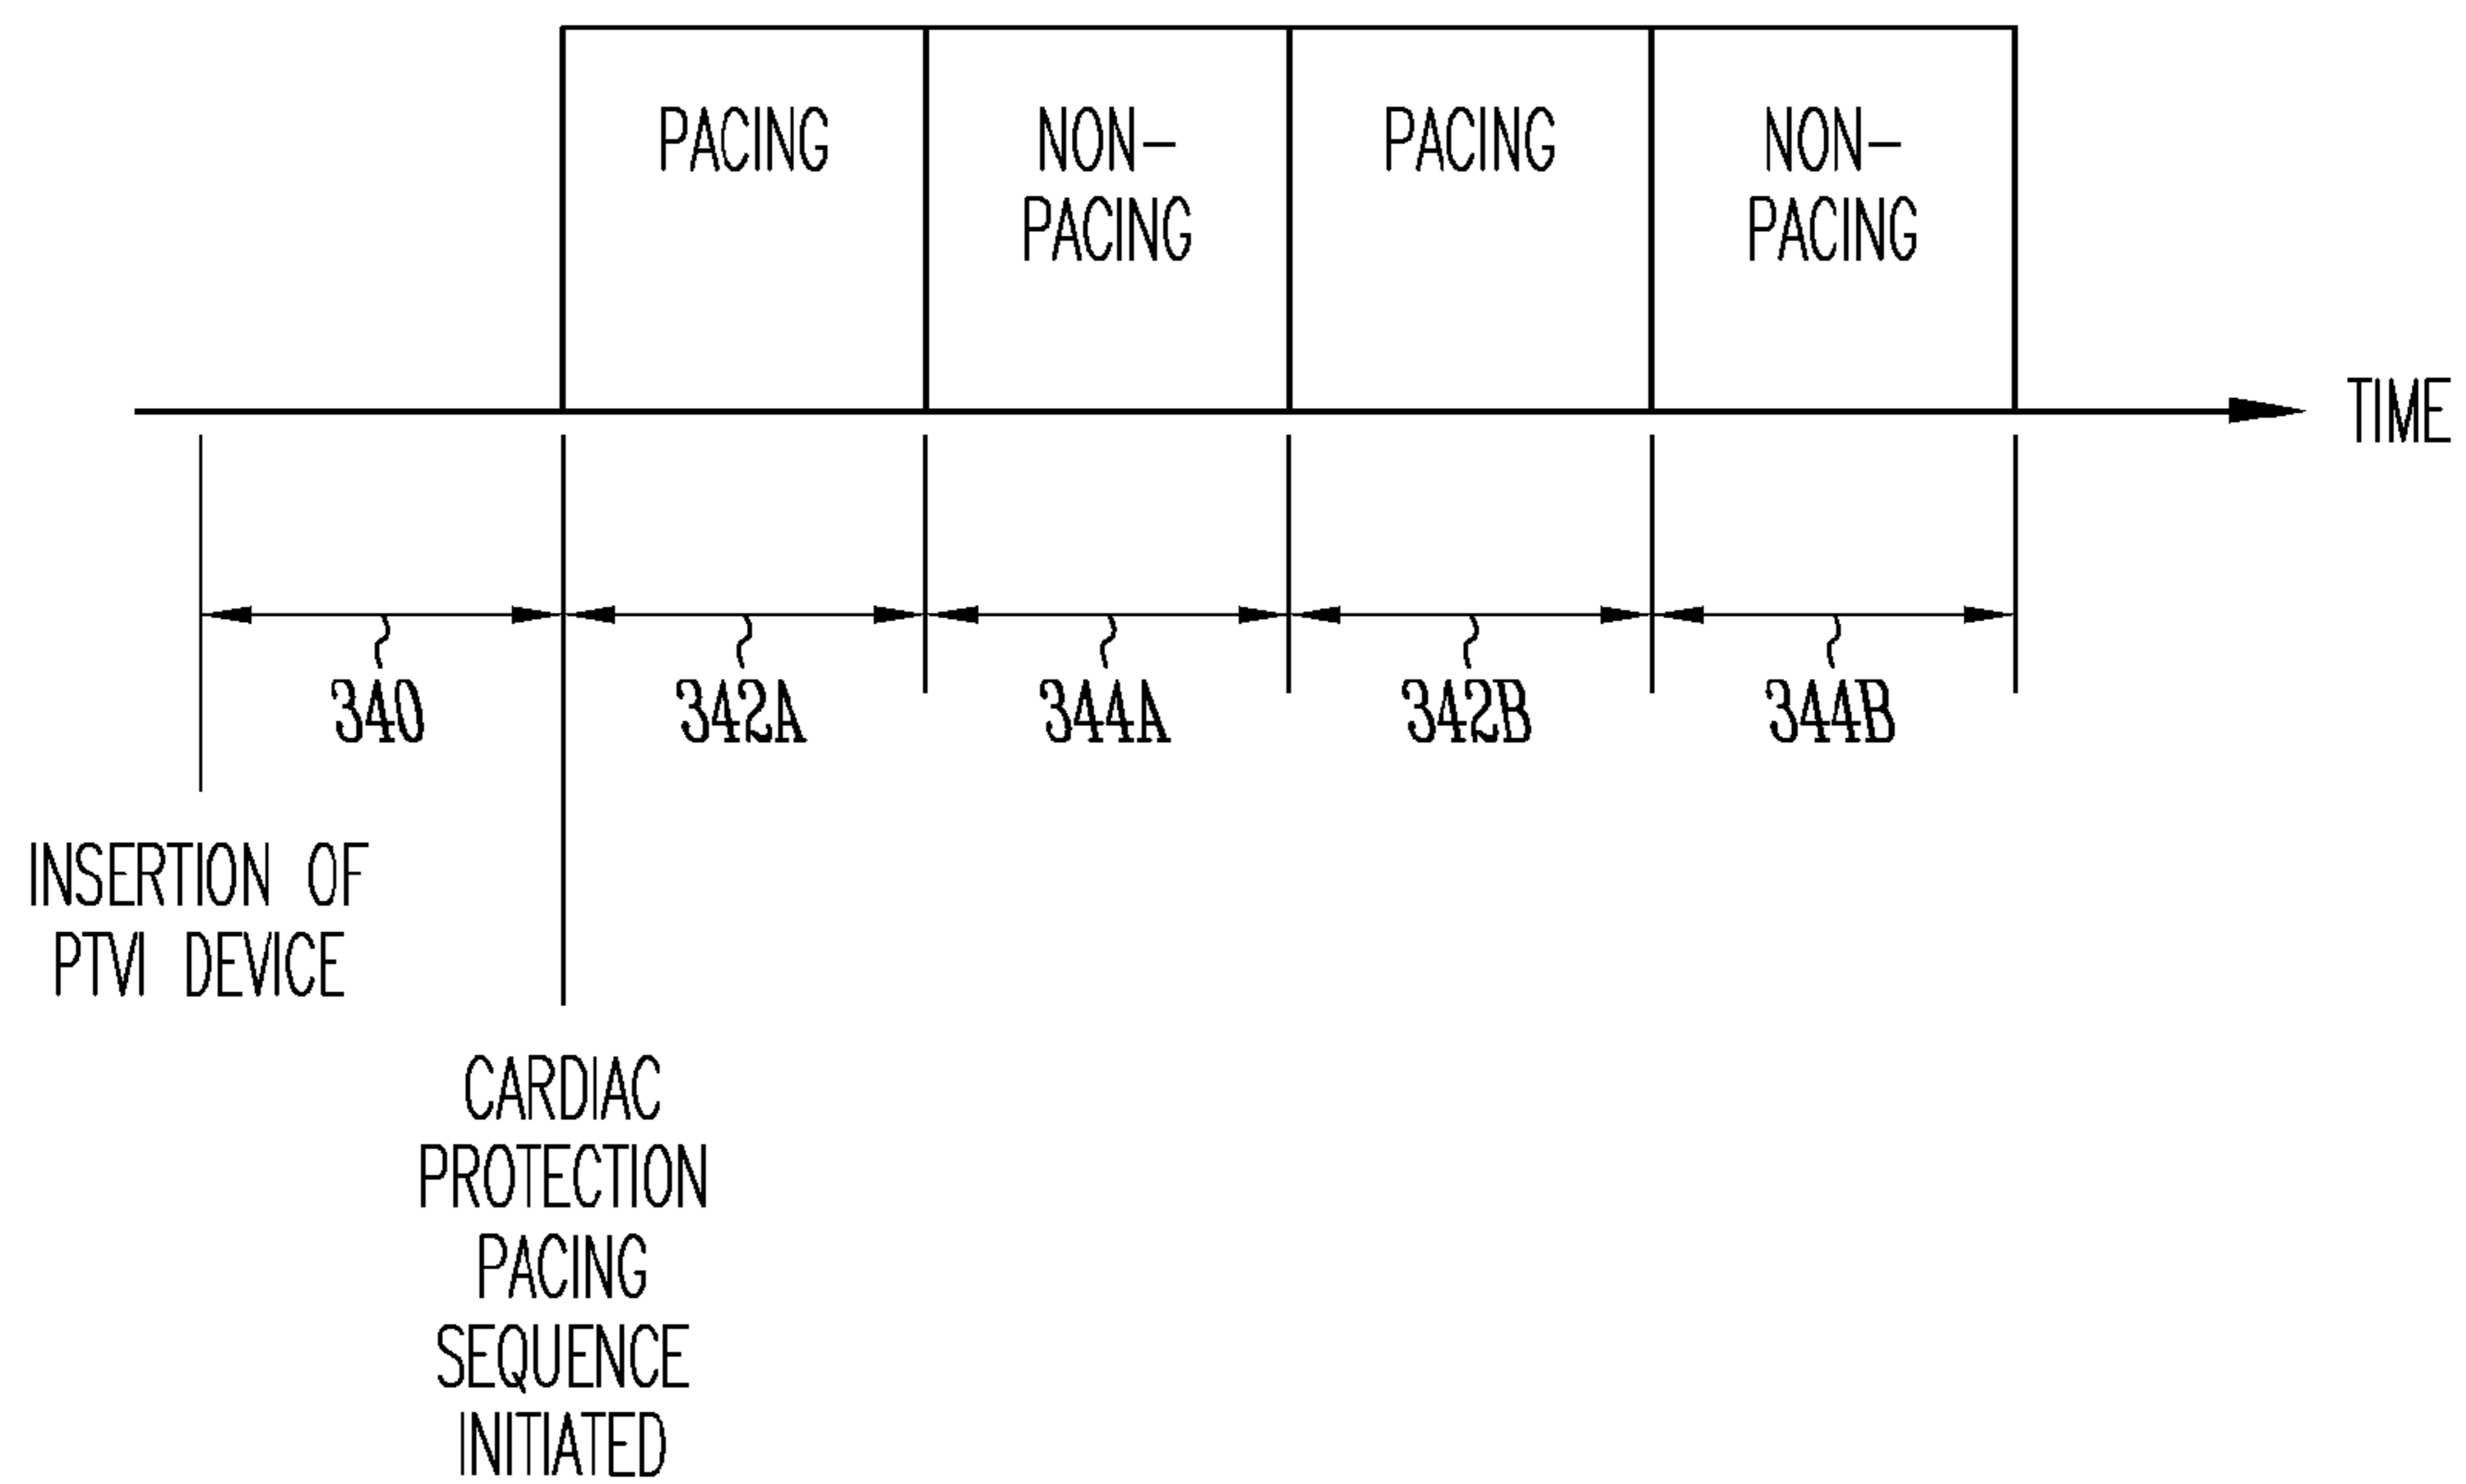 PACING
NON-
PACING
PACING
NON-
PACING
TIME
340
342A
344A
342B
344B
INSERTION OF
PTVI DEVICE
CARDIAC
PROTECTION
PACING
SEQUENCE
INITIATED